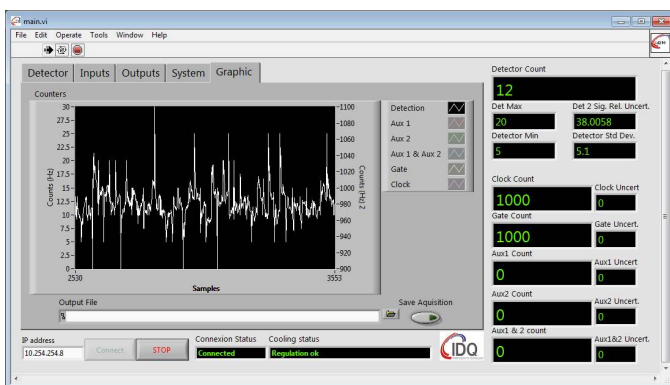 main.vi
File Edit Operate Tools Window Help
Detector Inputs Outputs System Graphic
Counters
30
27.5
25
22.5
20
17.5
15
12.5
10
7.5
5
2.5
0
Counts (Hz)
1100
1080
1060
1040
1020
1000
980
960
940
920
900
Counts (Hz) 2
2530
3553
Samples
Detection
Aux 1
Aux 2
Aux 1 & Aux 2
Gate
Clock
Output File
Save Aquisition
IP address
10.254.254.8
Connect
STOP
Connexion Status
Connected
Cooling status
Regulation ok
IDQ
Detector Count
12
Det Max
20
Det 2 Sig. Rel. Uncert.
38.0058
Detector Min
5
Detector Std Dev.
5.1
Clock Count
1000
Clock Uncert
0
Gate Count
1000
Gate Uncert.
0
Aux1 Count
0
Aux1 Uncert
0
Aux2 Count
0
Aux2 Uncert.
0
Aux1 & 2 count
0
Aux1&2 Uncert.
0